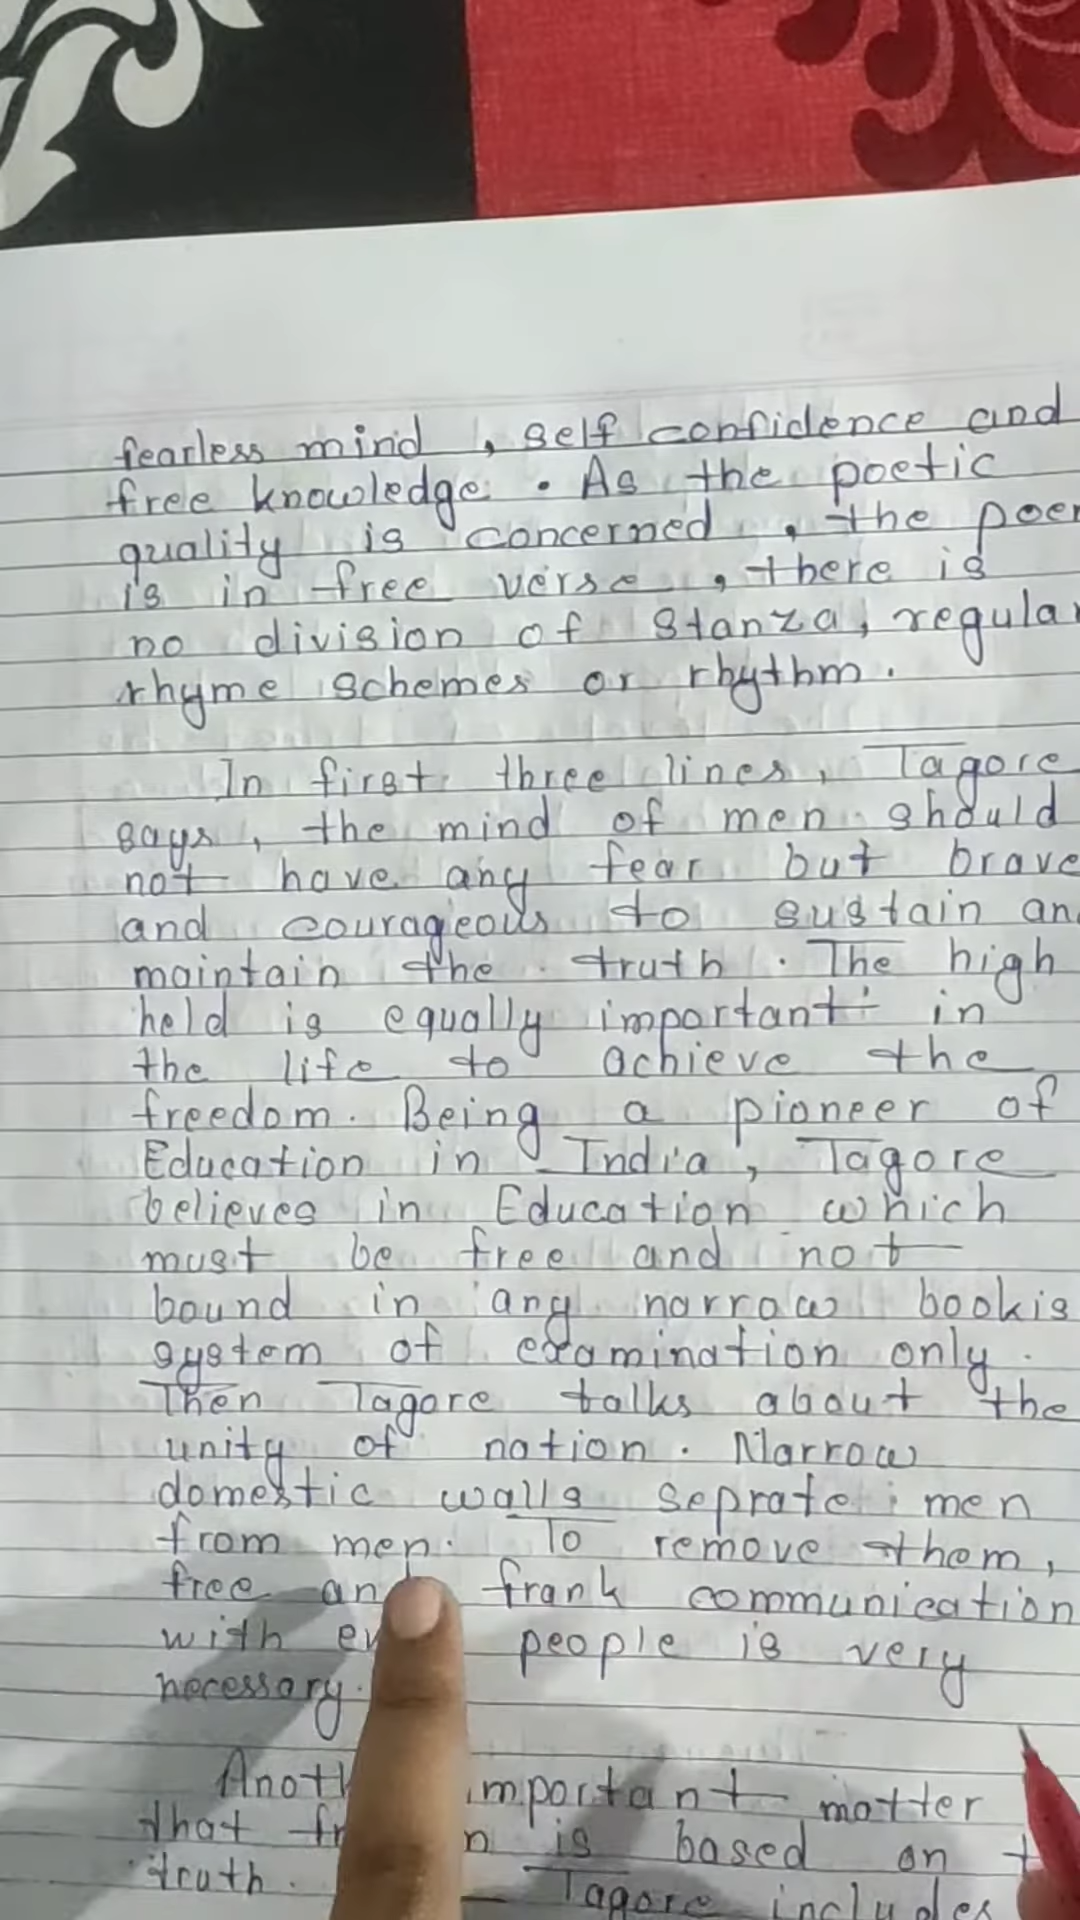 fearless mind , self confidence and
free knowledge . As the poetic
quality is concerned , the poem
is in free verse , there is
no division of stanza, regular
rhyme schemes or rhythm .
In first three lines, Tagore
says, the mind of men should
not have any fear but brave
and courageous to sustain an
maintain the truth . The high
held is equally important in
the life to achieve the
freedom. Being a pioneer of
Education in India , Tagore
believes in Education which
must be free and not
bound in any narrow bookis
system of examination only .
Then Tagore talks about the
unity of nation . Narrow
domestic walls seprate men
from men . To remove them ,
free and frank communication
with people is very
necessary .
important matter
that is based on
truth . Tagore includes